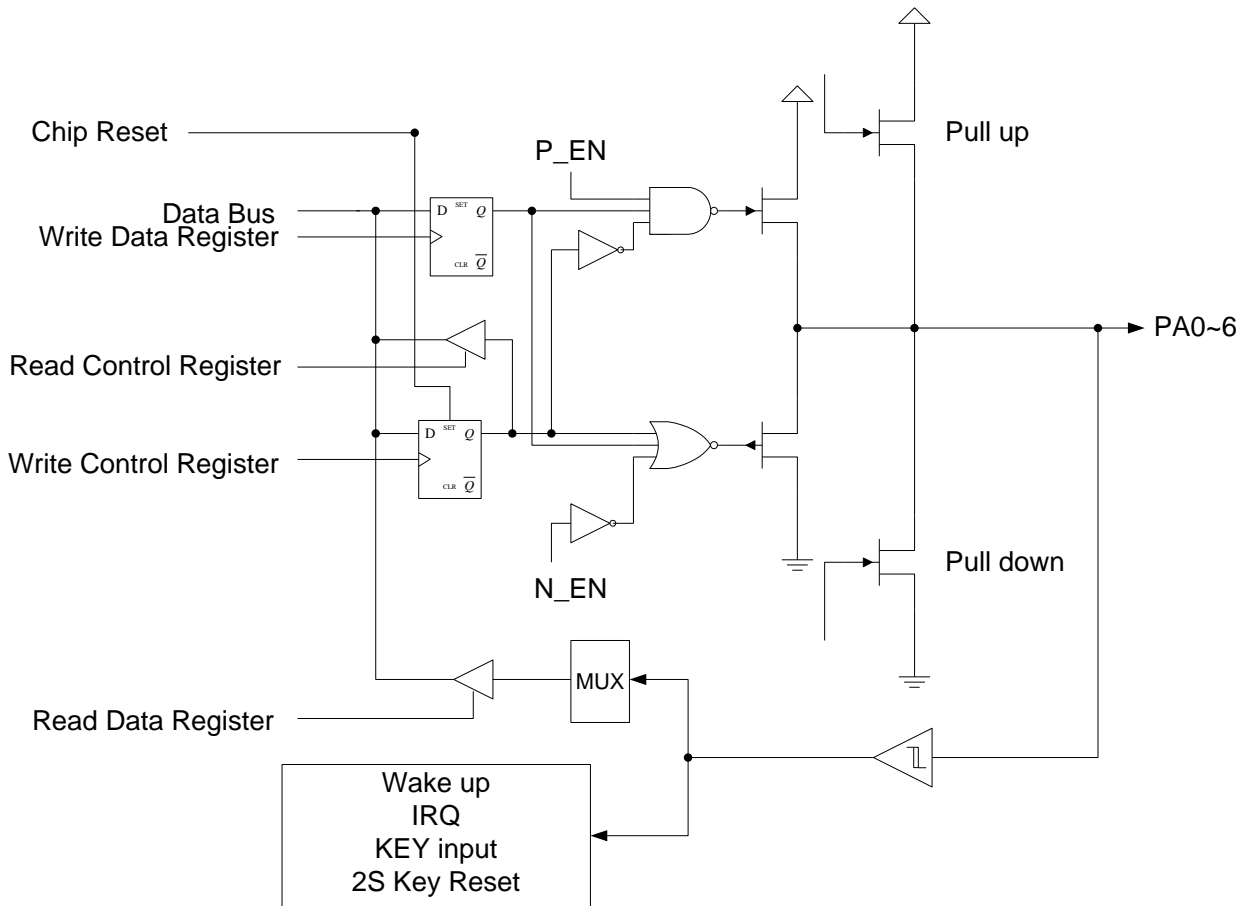 Pull up
Chip Reset
P_EN
Data Bus
Write Data Register
D SET Q
CLR Q
PA0~6
Read Control Register
D SET Q
Write Control Register
CLR Q
Pull down
N_EN
MUX
Read Data Register
Wake up
IRQ
KEY input
2S Key Reset